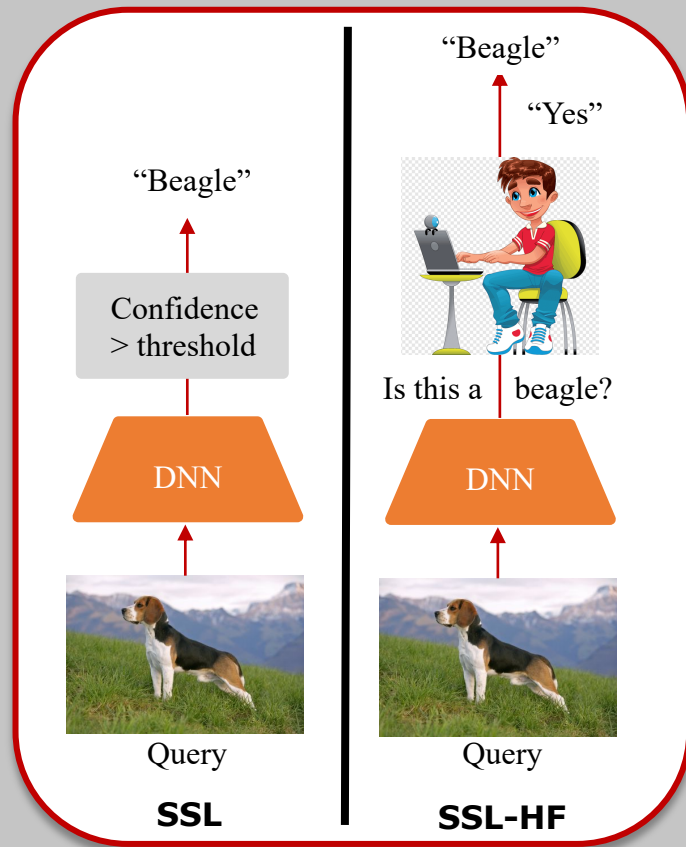 “Beagle”
Confidence
> threshold
DNN
Query
SSL
“Beagle”
“Yes”
Is this a beagle?
DNN
Query
SSL-HF